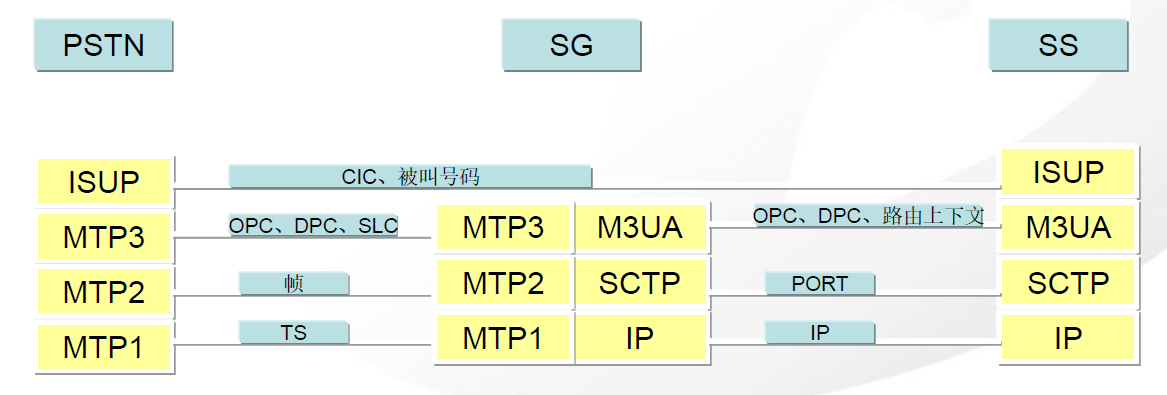 PSTN SG SS
ISUP CIC、被叫号码 ISUP
MTP3 OPC、DPC、SLC MTP3 M3UA OPC、DPC、路由上下文 M3UA
MTP2 帧 MTP2 SCTP PORT SCTP
MTP1 TS MTP1 IP IP IP